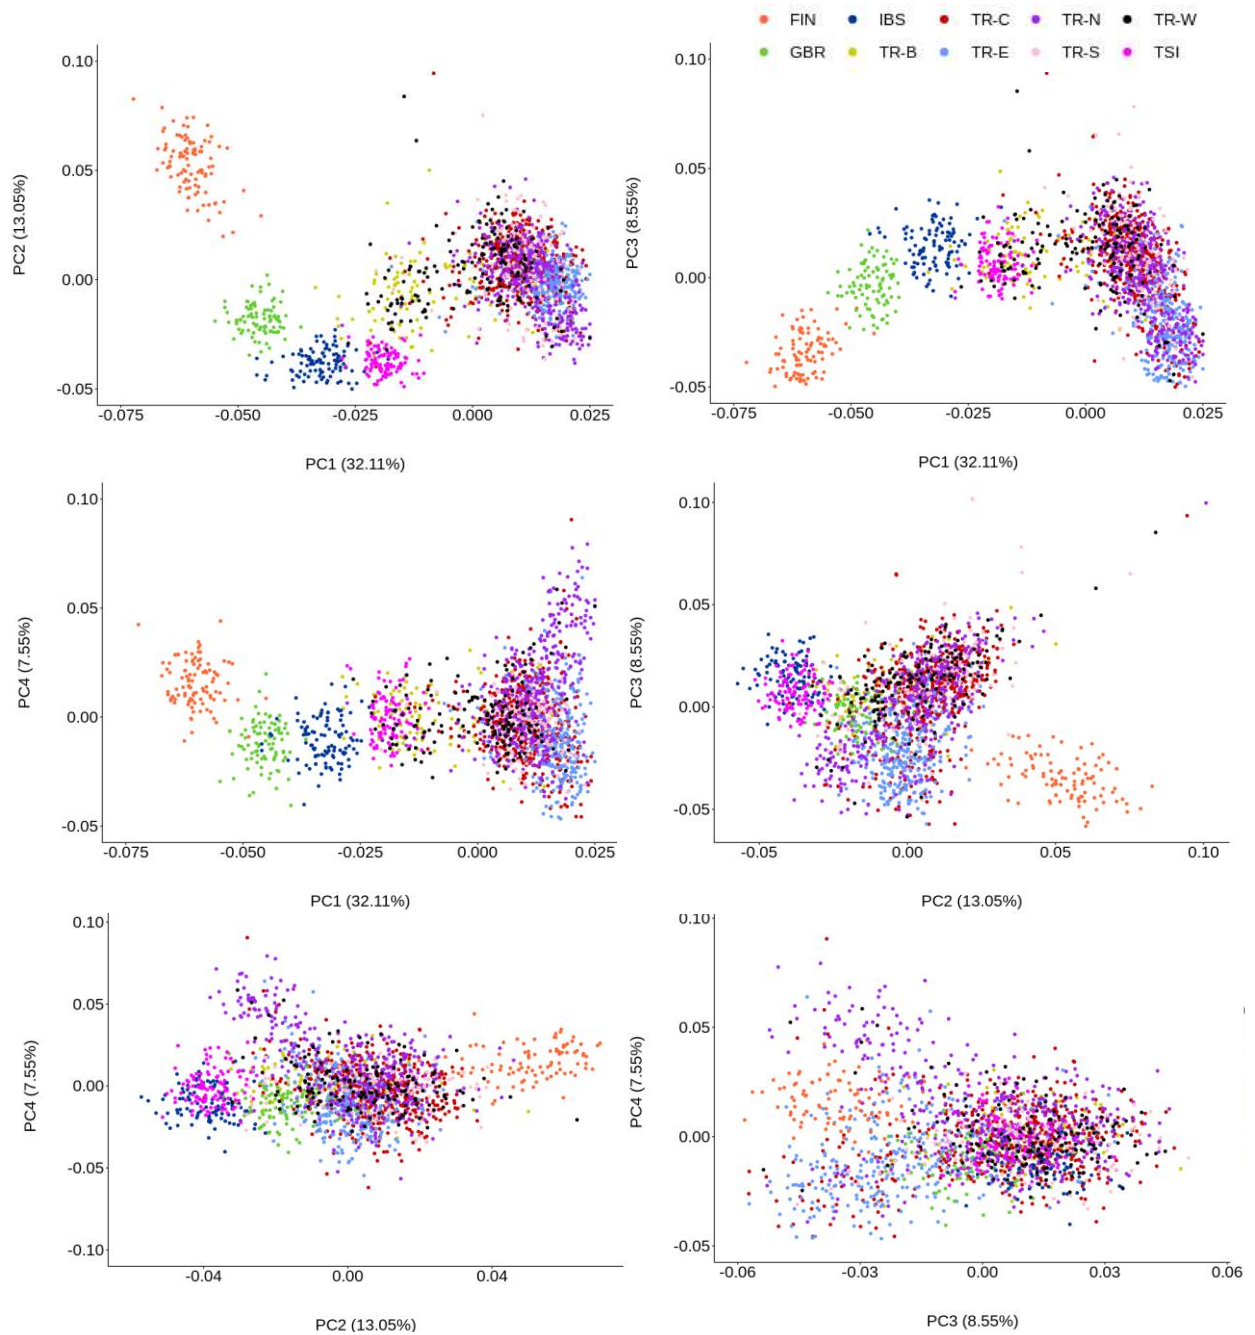 FIN IBS TR-C TR-N TR-W
GBR TR-B TR-E TR-S TSI
0.10
0.05
0.00
-0.05
PC2 (13.05%)
-0.075 -0.050 -0.025 0.000 0.025
PC1 (32.11%)
0.10
0.05
0.00
-0.05
PC3 (8.55%)
-0.075 -0.050 -0.025 0.000 0.025
PC1 (32.11%)
0.10
0.05
0.00
-0.05
PC4 (7.55%)
-0.075 -0.050 -0.025 0.000 0.025
PC1 (32.11%)
0.10
0.05
0.00
-0.05
PC3 (8.55%)
-0.05 0.00 0.05 0.10
PC2 (13.05%)
0.10
0.05
0.00
-0.05
-0.10
PC4 (7.55%)
-0.04 0.00 0.04
PC2 (13.05%)
0.10
0.05
0.00
-0.05
PC4 (7.55%)
-0.06 -0.03 0.00 0.03 0.06
PC3 (8.55%)